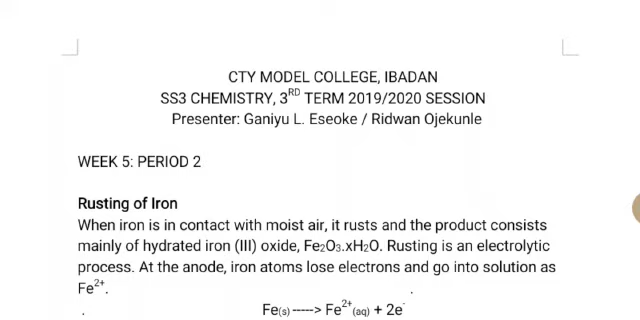 CTY MODEL COLLEGE, IBADAN
SS3 CHEMISTRY, 3RD TERM 2019/2020 SESSION
Presenter: Ganiyu L. Eseoke / Ridwan Ojekunle
WEEK 5: PERIOD 2
Rusting of Iron
When iron is in contact with moist air, it rusts and the product consists
mainly of hydrated iron (III) oxide, Fe₂O₃.xH₂O. Rusting is an electrolytic
process. At the anode, iron atoms lose electrons and go into solution as
Fe²⁺.
Fe(s) -----> Fe²⁺(aq) + 2e⁻